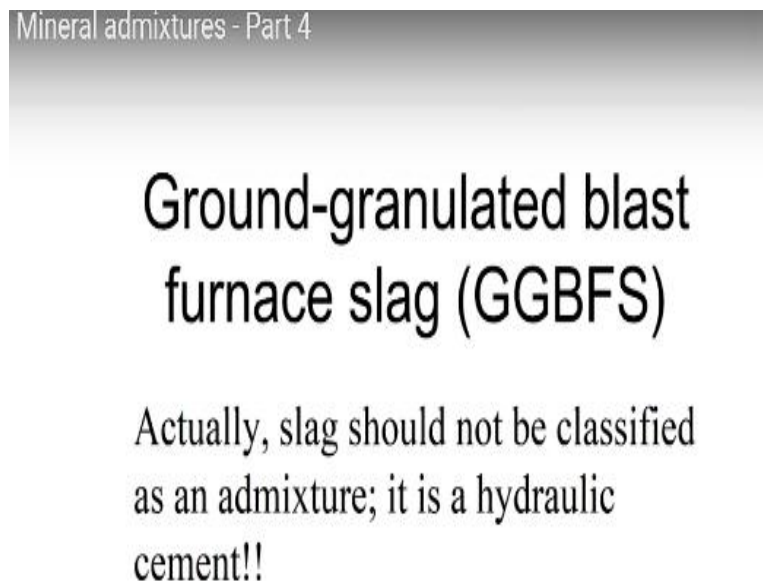 Mineral admixtures - Part 4
Ground-granulated blast
furnace slag (GGBFS)
Actually, slag should not be classified
as an admixture; it is a hydraulic
cement!!